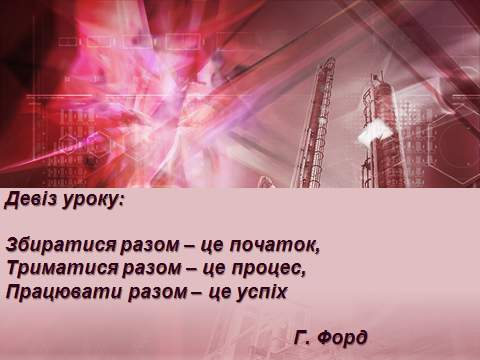 Девіз уроку:
Збиратися разом – це початок,
Триматися разом – це процес,
Працювати разом – це успіх
Г. Форд